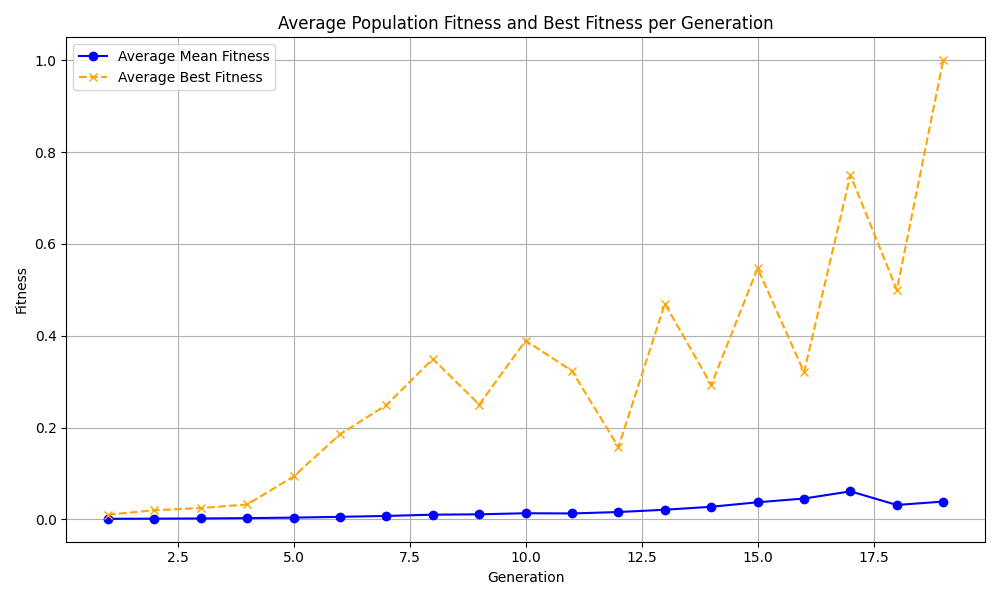 Average Population Fitness and Best Fitness per Generation
Average Mean Fitness
Average Best Fitness
1.0
0.8
0.6
0.4
0.2
0.0
Fitness
2.5 5.0 7.5 10.0 12.5 15.0 17.5
Generation